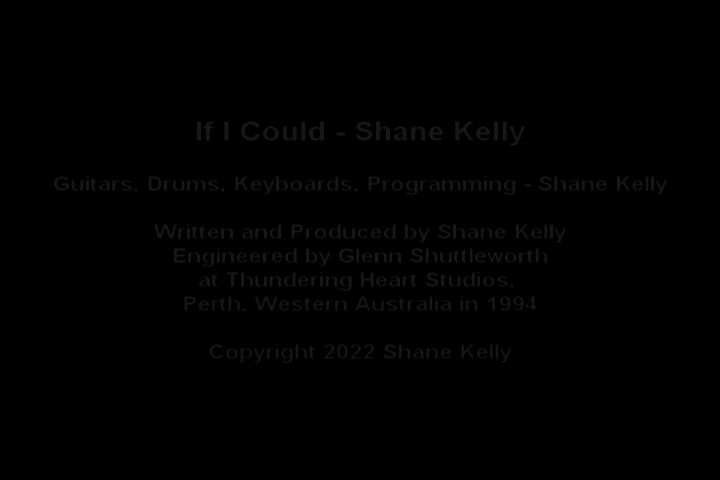 If I Could - Shane Kelly
Guitars, Drums, Keyboards, Programming - Shane Kelly
Written and Produced by Shane Kelly
Engineered by Glenn Shuttleworth
at Thundering Heart Studios,
Perth, Western Australia in 1994
Copyright 2022 Shane Kelly